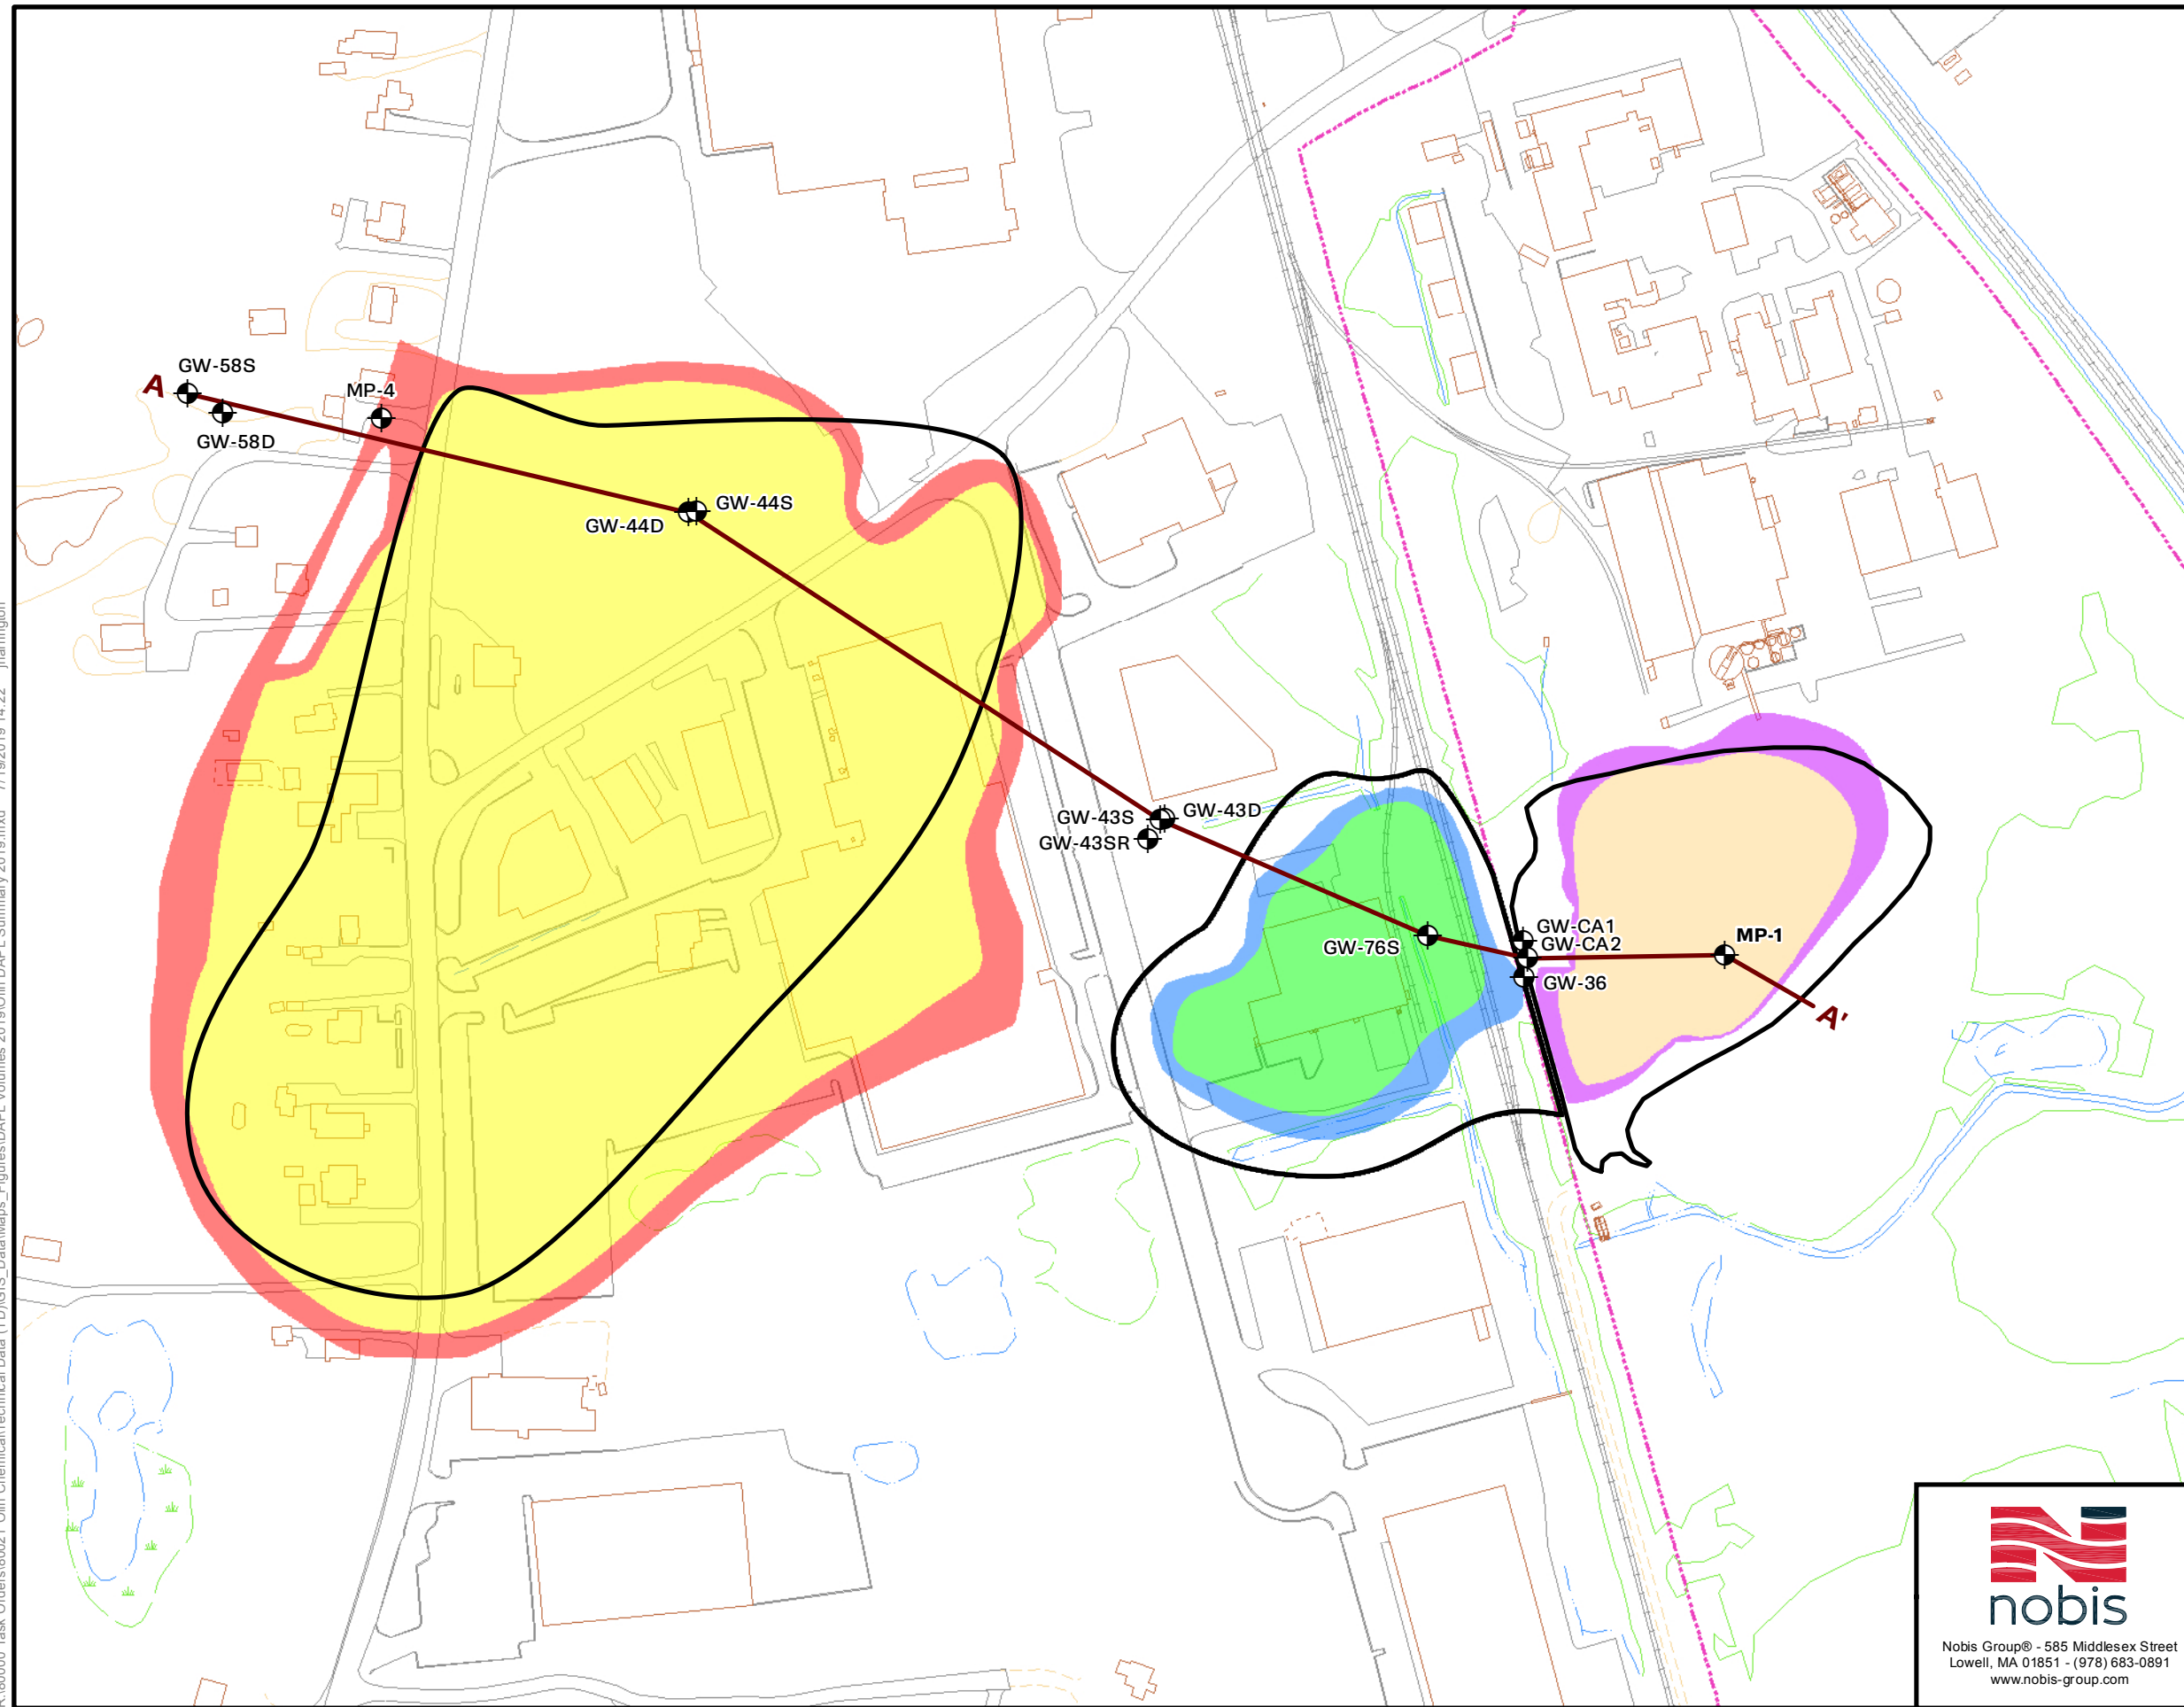 GW-58S
A
MP-4
GW-58D
GW-44S
GW-44D
GW-43S
GW-43D
GW-43SR
GW-76S
GW-CA1
GW-CA2
MP-1
GW-36
A'
nobis
Nobis Group® - 585 Middlesex Street
Lowell, MA 01851 - (978) 683-0891
www.nobis-group.com